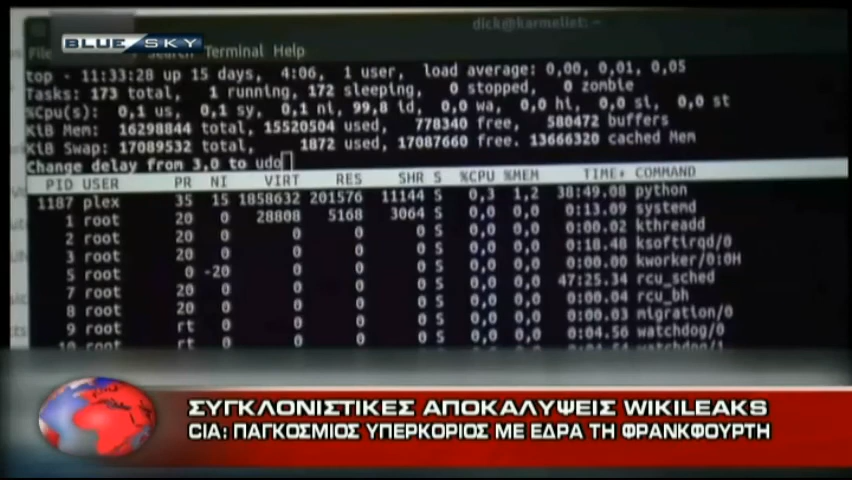 dick@karmeliet: ~
BLUE SKY
File Search Terminal Help
top - 11:33:28 up 15 days, 4:06, 1 user, load average: 0,00, 0,01, 0,05
Tasks: 173 total, 1 running, 172 sleeping, 0 stopped, 0 zombie
%Cpu(s): 0,1 us, 0,1 sy, 0,1 ni, 99,8 id, 0,0 wa, 0,0 hi, 0,0 si, 0,0 st
KiB Mem: 16298844 total, 15520504 used, 778340 free, 580472 buffers
KiB Swap: 17089532 total, 1872 used, 17087660 free. 13666320 cached Mem
Change delay from 3,0 to udo
PID USER PR NI VIRT RES SHR S %CPU %MEM TIME+ COMMAND
1187 plex 35 15 1858632 201576 11144 S 0,3 1,2 38:49.08 python
1 root 20 0 28808 5168 3064 S 0,0 0,0 0:13.09 systemd
2 root 20 0 0 0 0 S 0,0 0,0 0:00.02 kthreadd
3 root 20 0 0 0 0 S 0,0 0,0 0:18.48 ksoftirqd/0
5 root 0 -20 0 0 0 S 0,0 0,0 0:00.00 kworker/0:0H
7 root 20 0 0 0 0 S 0,0 0,0 47:25.34 rcu_sched
8 root 20 0 0 0 0 S 0,0 0,0 0:00.04 rcu_bh
9 root rt 0 0 0 0 S 0,0 0,0 0:00.03 migration/0
10 root rt 0 0 0 0 S 0,0 0,0 0:04.56 watchdog/0
ΣΥΓΚΛΟΝΙΣΤΙΚΕΣ ΑΠΟΚΑΛΥΨΕΙΣ WIKILEAKS
CIA: ΠΑΓΚΟΣΜΙΟΣ ΥΠΕΡΚΟΡΙΟΣ ΜΕ ΕΔΡΑ ΤΗ ΦΡΑΝΚΦΟΥΡΤΗ